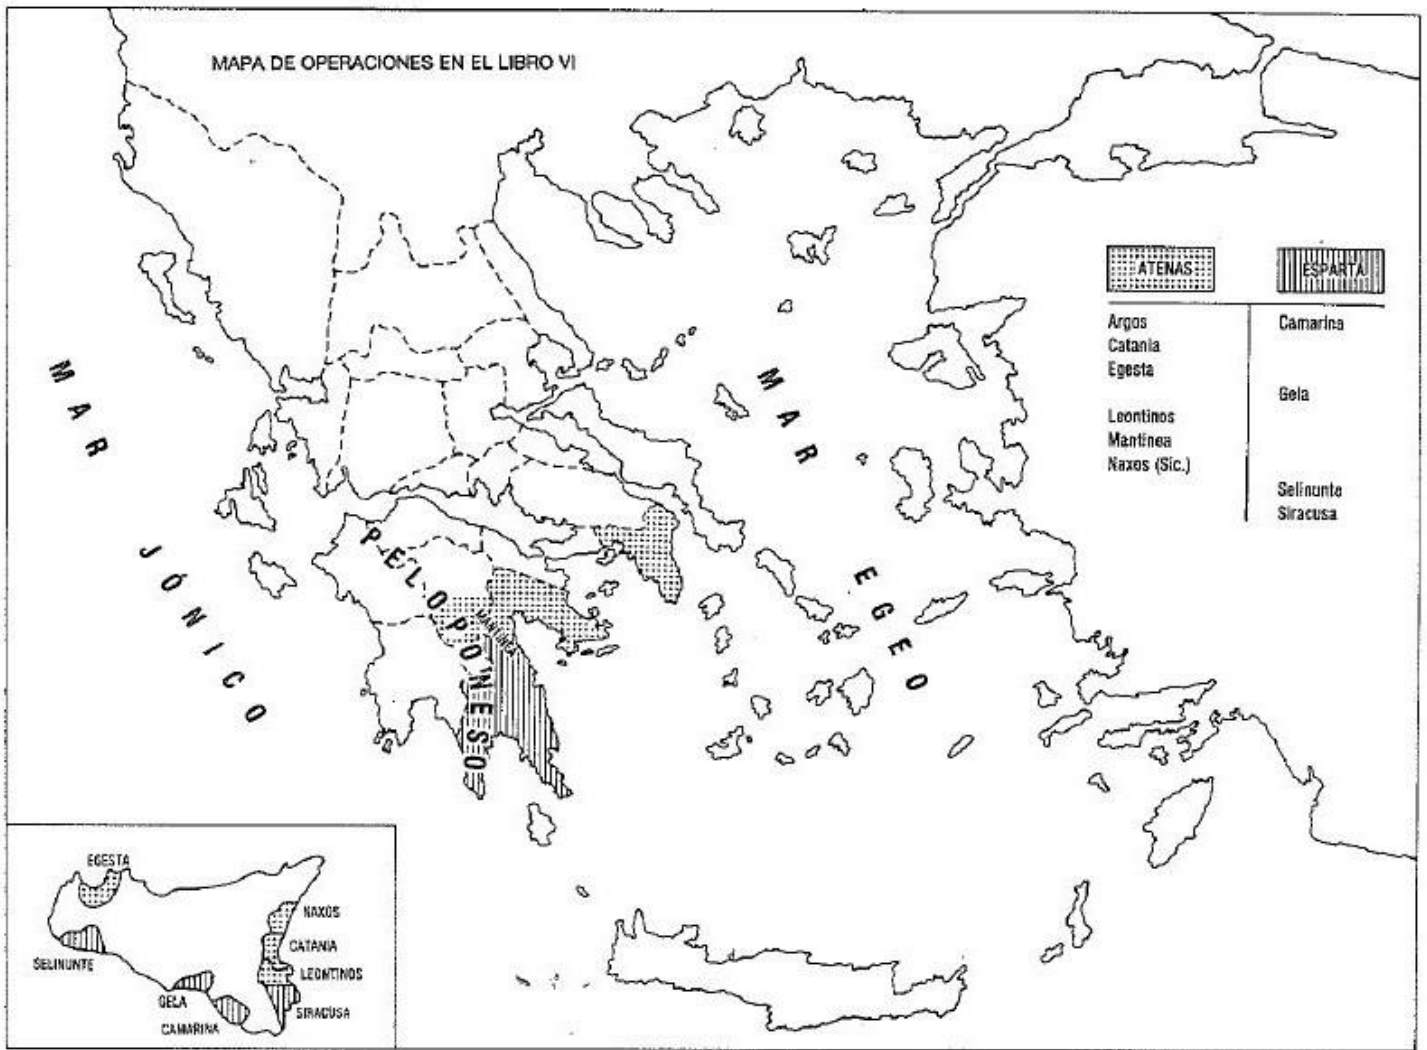 MAPA DE OPERACIONES EN EL LIBRO VI
ATENAS
ESPARTA
Argos
Catania
Egesta
Leontinos
Mantinea
Naxos (Sic.)
Camarina
Gela
Selinunte
Siracusa
MAR JÓNICO
MAR EGEO
PELOPONESO
MANTINEA
EGESTA
NAXOS
CATANIA
LEONTINOS
SIRACUSA
SELINUNTE
GELA
CAMARINA